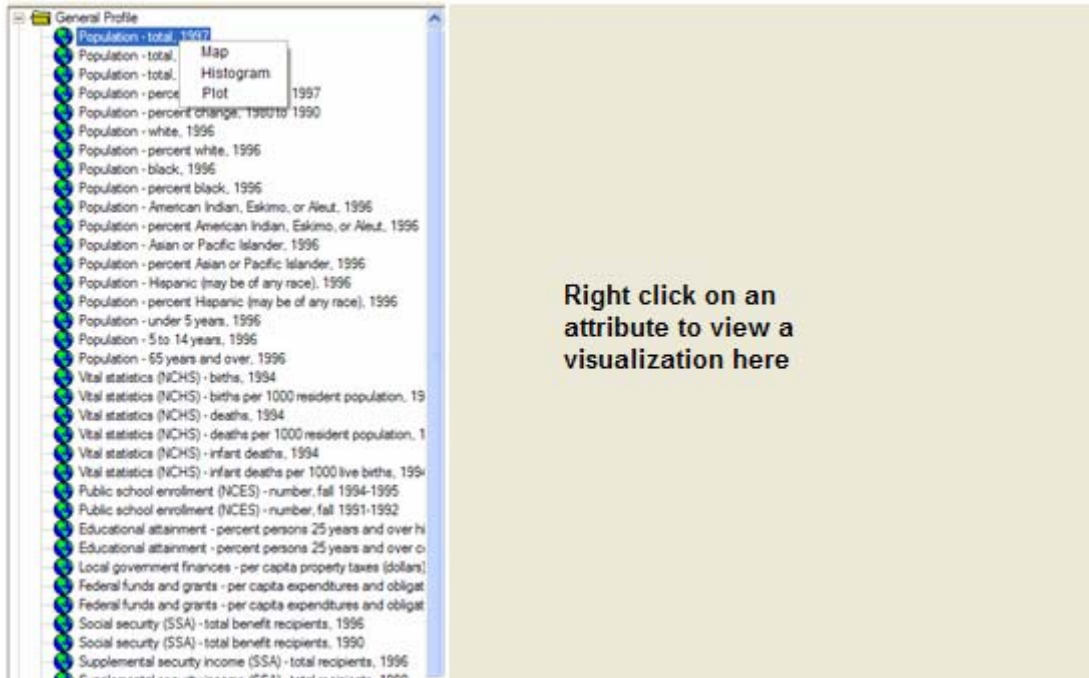 General Profile
Population - total, 1997
Population - total,
Population - total,
Population - perce 1997
Population - percent change, 1980 to 1990
Map
Histogram
Plot
Population - white, 1996
Population - percent white, 1996
Population - black, 1996
Population - percent black, 1996
Population - American Indian, Eskimo, or Aleut, 1996
Population - percent American Indian, Eskimo, or Aleut, 1996
Population - Asian or Pacific Islander, 1996
Population - percent Asian or Pacific Islander, 1996
Population - Hispanic (may be of any race), 1996
Population - percent Hispanic (may be of any race), 1996
Population - under 5 years, 1996
Population - 5 to 14 years, 1996
Population - 65 years and over, 1996
Vital statistics (NCHS) - births, 1994
Vital statistics (NCHS) - births per 1000 resident population, 19
Vital statistics (NCHS) - deaths, 1994
Vital statistics (NCHS) - deaths per 1000 resident population, 1
Vital statistics (NCHS) - infant deaths, 1994
Vital statistics (NCHS) - infant deaths per 1000 live births, 1994
Public school enrollment (NCES) - number, fall 1994-1995
Public school enrollment (NCES) - number, fall 1991-1992
Educational attainment - percent persons 25 years and over hi
Educational attainment - percent persons 25 years and over c
Local government finances - per capita property taxes (dollars)
Federal funds and grants - per capita expenditures and obligat
Federal funds and grants - per capita expenditures and obligat
Social security (SSA) - total benefit recipients, 1996
Social security (SSA) - total benefit recipients, 1990
Supplemental security income (SSA) - total recipients, 1996
Right click on an
attribute to view a
visualization here